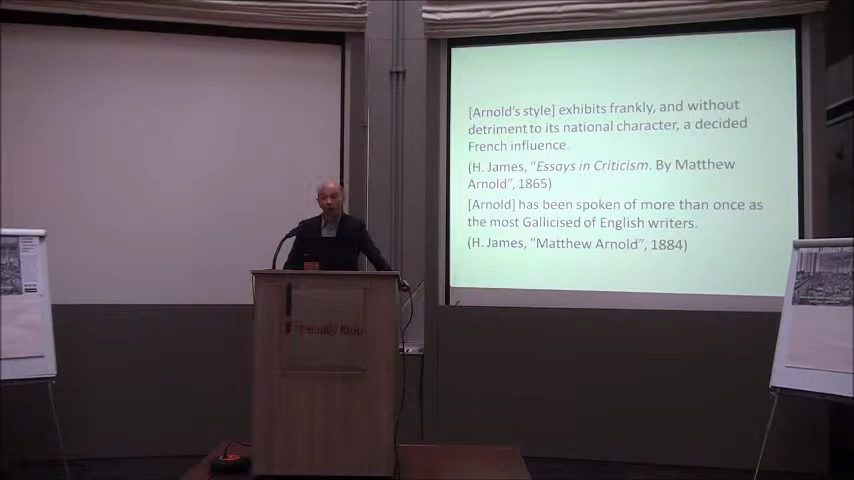 [Arnold's style] exhibits frankly, and without
detriment to its national character, a decided
French influence.
(H. James, "Essays in Criticism. By Matthew
Arnold", 1865)
[Arnold] has been spoken of more than once as
the most Gallicised of English writers.
(H. James, "Matthew Arnold", 1884)